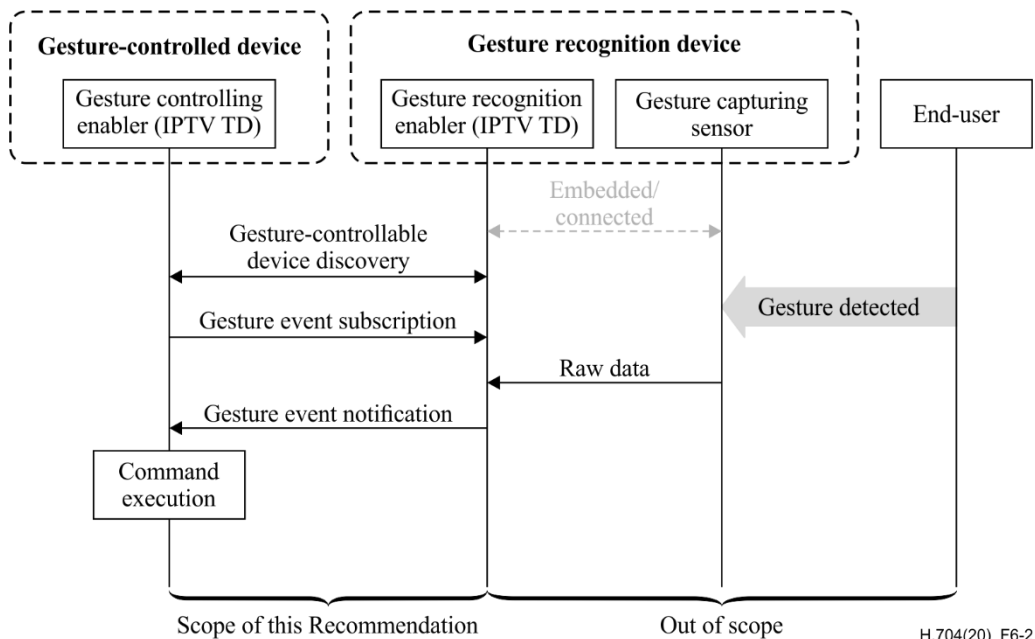 Gesture-controlled device
Gesture recognition device
Gesture controlling
enabler (IPTV TD)
Gesture recognition
enabler (IPTV TD)
Gesture capturing
sensor
End-user
Embedded/
connected
Gesture-controllable
device discovery
Gesture detected
Gesture event subscription
Raw data
Gesture event notification
Command
execution
Scope of this Recommendation
Out of scope
H.704(20)_F6-2